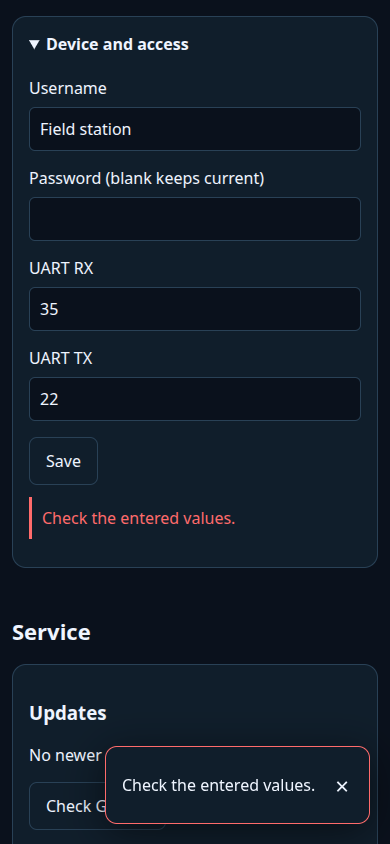 ▼ Device and access
Username
Field station
Password (blank keeps current)
UART RX
35
UART TX
22
Save
Check the entered values.
Service
Updates
No newer
Check G
Check the entered values. ×